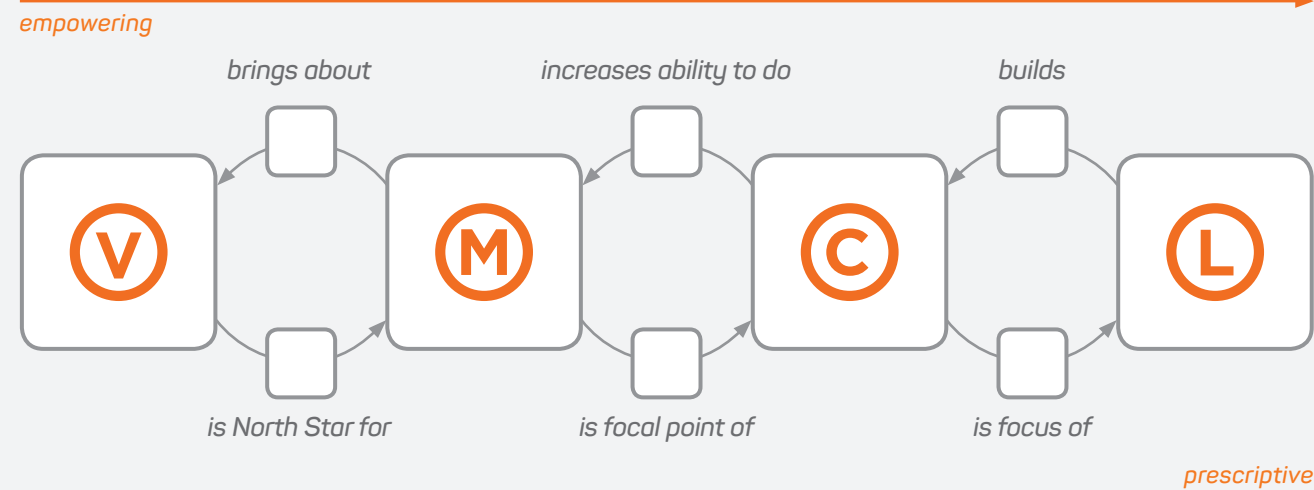 empowering
brings about
increases ability to do
builds
V
M
C
L
is North Star for
is focal point of
is focus of
prescriptive